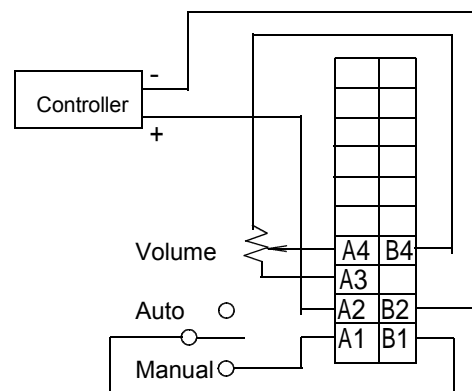 -
Controller
+
Volume
A4 B4
A3
Auto
A2 B2
A1 B1
Manual